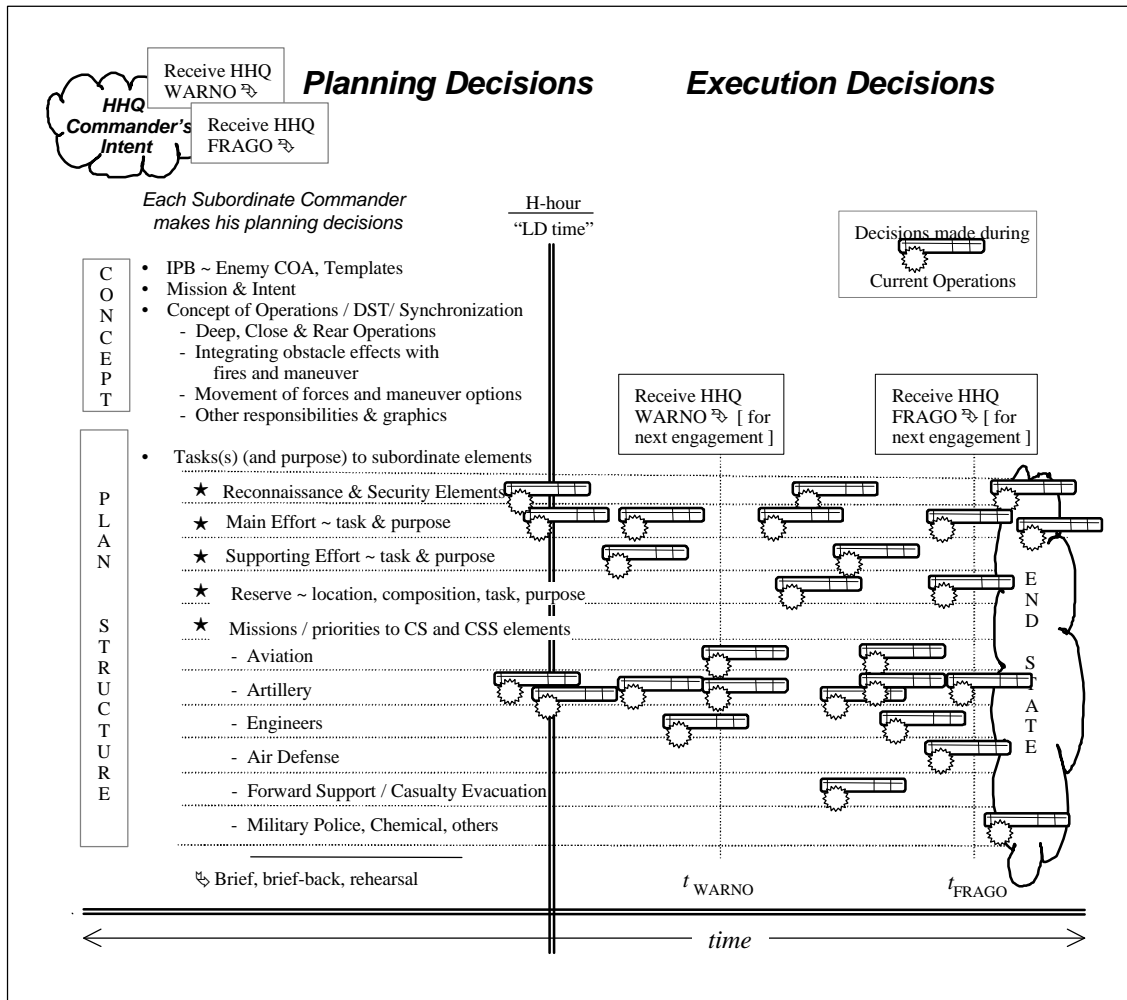 Receive HHQ
WARNO
Receive HHQ
FRAGO
HHQ
Commander's
Intent
Planning Decisions
Execution Decisions
Each Subordinate Commander
makes his planning decisions
H-hour
“LD time”
Decisions made during
Current Operations
CONCEPT
• IPB ~ Enemy COA, Templates
• Mission & Intent
• Concept of Operations / DST/ Synchronization
- Deep, Close & Rear Operations
- Integrating obstacle effects with
fires and maneuver
- Movement of forces and maneuver options
- Other responsibilities & graphics
Receive HHQ
WARNO [ for
next engagement ]
Receive HHQ
FRAGO [ for
next engagement ]
PLAN STRUCTURE
• Tasks(s) (and purpose) to subordinate elements
★ Reconnaissance & Security Elements
★ Main Effort ~ task & purpose
★ Supporting Effort ~ task & purpose
★ Reserve ~ location, composition, task, purpose
★ Missions / priorities to CS and CSS elements
- Aviation
- Artillery
- Engineers
- Air Defense
- Forward Support / Casualty Evacuation
- Military Police, Chemical, others
END STATE
Brief, brief-back, rehearsal
t WARNO
t FRAGO
time